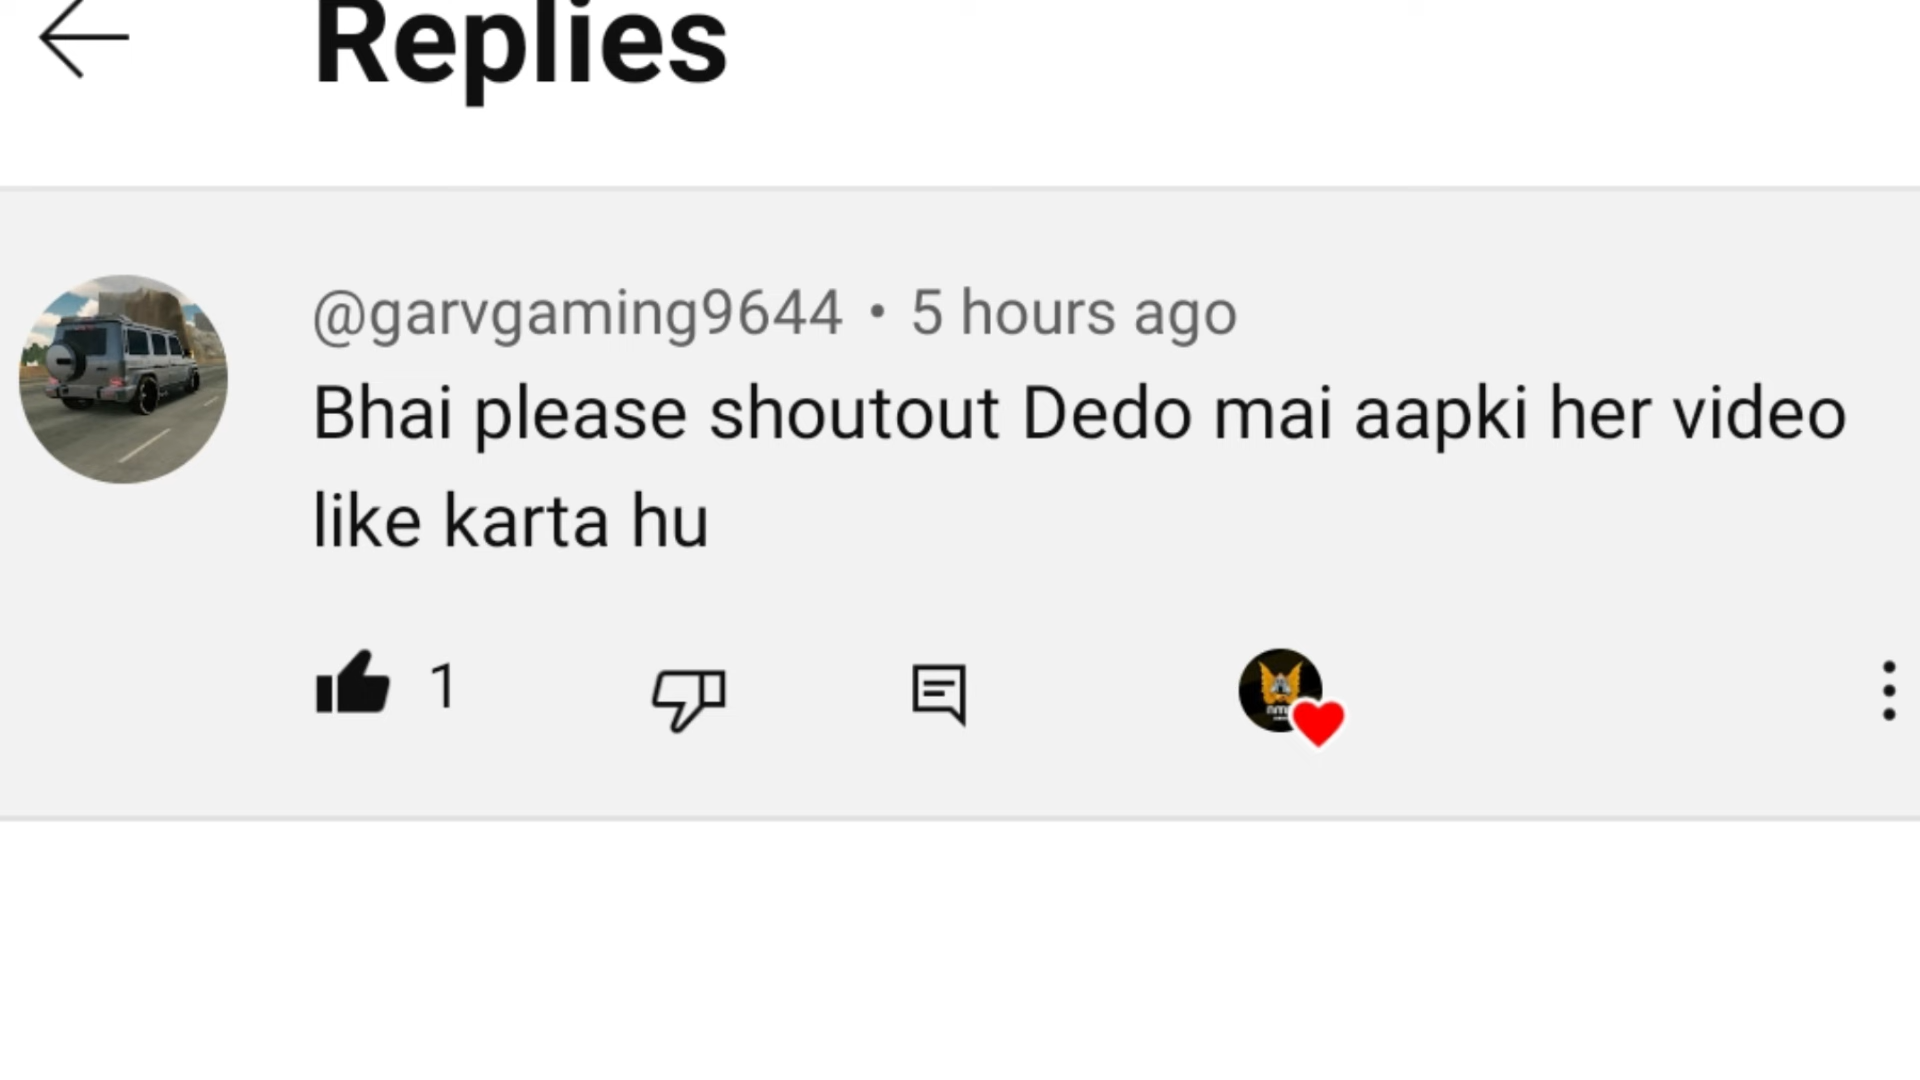 Replies
@garvgaming9644 • 5 hours ago
Bhai please shoutout Dedo mai aapki her video
like karta hu
1